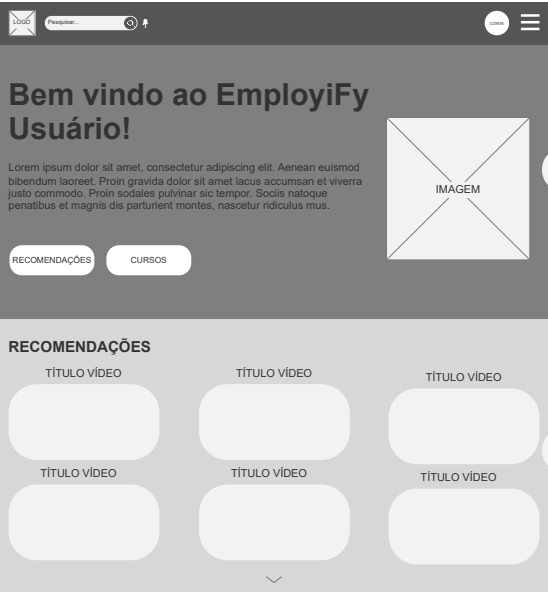 LOGO
Pesquisar...
CONTA
Bem vindo ao EmployiFy
Usuário!
Lorem ipsum dolor sit amet, consectetur adipiscing elit. Aenean euismod
bibendum laoreet. Proin gravida dolor sit amet lacus accumsan et viverra
justo commodo. Proin sodales pulvinar sic tempor. Sociis natoque
penatibus et magnis dis parturient montes, nascetur ridiculus mus.
IMAGEM
RECOMENDAÇÕES
CURSOS
RECOMENDAÇÕES
TÍTULO VÍDEO
TÍTULO VÍDEO
TÍTULO VÍDEO
TÍTULO VÍDEO
TÍTULO VÍDEO
TÍTULO VÍDEO